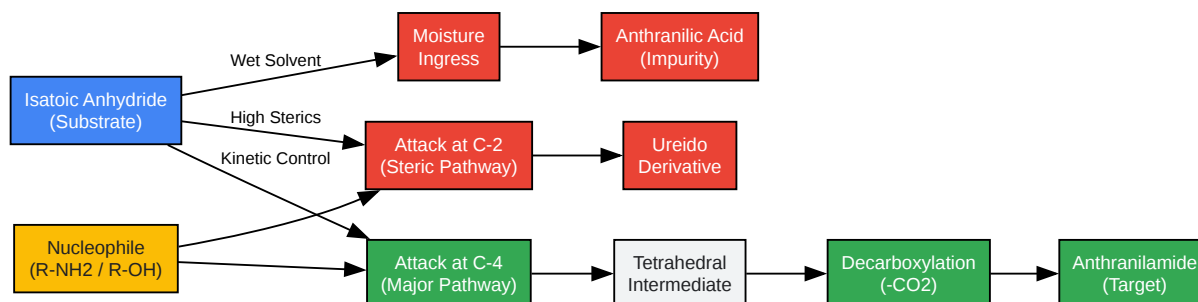 Isatoic Anhydride
(Substrate)
Wet Solvent
High Sterics
Kinetic Control
Nucleophile
(R-NH2 / R-OH)
Moisture
Ingress
Anthranilic Acid
(Impurity)
Attack at C-2
(Steric Pathway)
Ureido
Derivative
Attack at C-4
(Major Pathway)
Tetrahedral
Intermediate
Decarboxylation
(-CO2)
Anthranilamide
(Target)